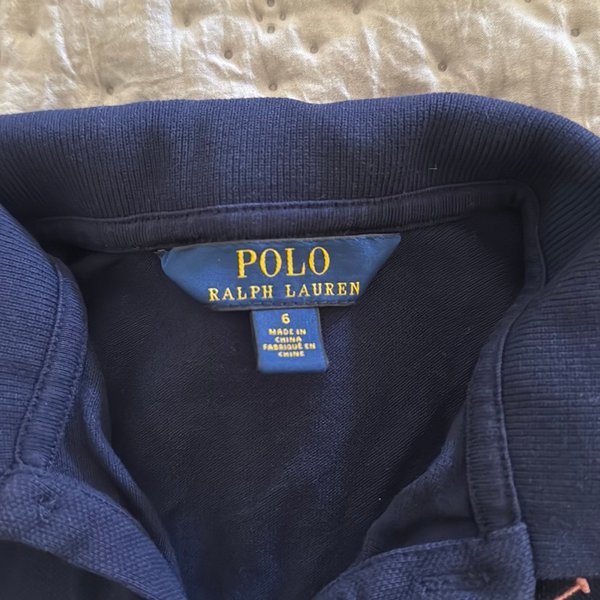 POLO
RALPH LAUREN
6
MADE IN
CHINA
FABRIQUÉ EN
CHINE